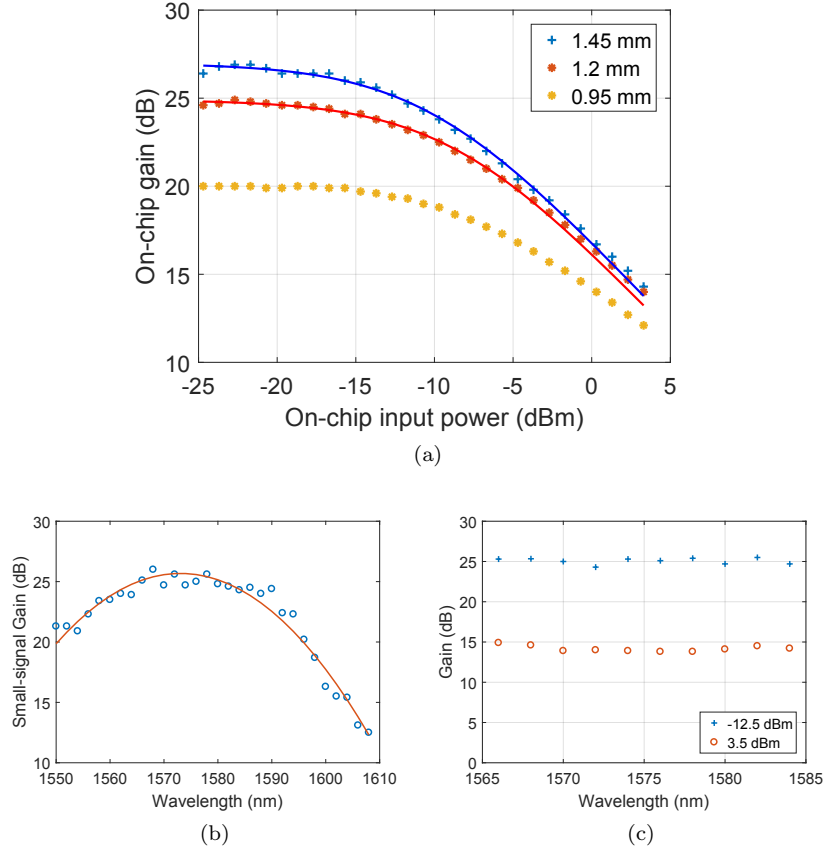 30
25
20
15
10
On-chip gain (dB)
1.45 mm
1.2 mm
0.95 mm
-25 -20 -15 -10 -5 0 5
On-chip input power (dBm)
(a)
30
25
20
15
10
Small-signal Gain (dB)
1550 1560 1570 1580 1590 1600 1610
Wavelength (nm)
(b)
30
25
20
15
10
5
0
Gain (dB)
-12.5 dBm
3.5 dBm
1565 1570 1575 1580 1585
Wavelength (nm)
(c)